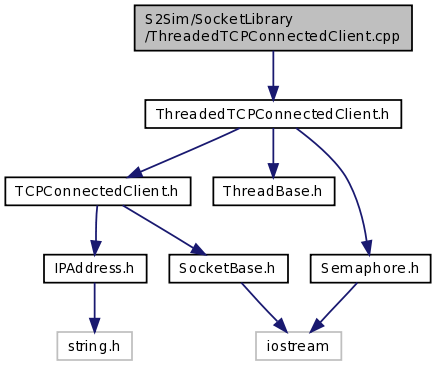 S2Sim/SocketLibrary
/ThreadedTCPConnectedClient.cpp
ThreadedTCPConnectedClient.h
TCPConnectedClient.h
ThreadBase.h
IPAddress.h
SocketBase.h
Semaphore.h
string.h
iostream